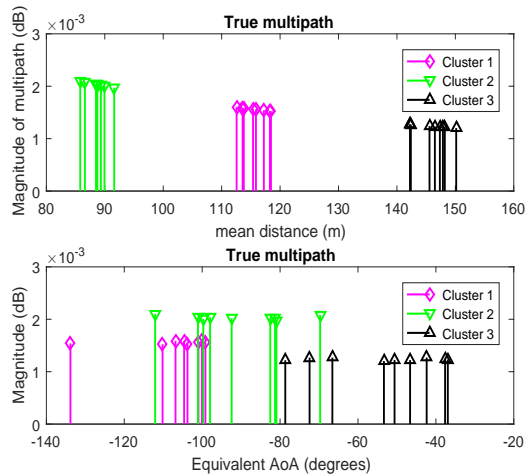 True multipath
×10^-3
Magnitude of multipath (dB)
3
2
1
0
Cluster 1
Cluster 2
Cluster 3
80 90 100 110 120 130 140 150 160
mean distance (m)
True multipath
×10^-3
Magnitude (dB)
3
2
1
0
Cluster 1
Cluster 2
Cluster 3
-140 -120 -100 -80 -60 -40 -20
Equivalent AoA (degrees)